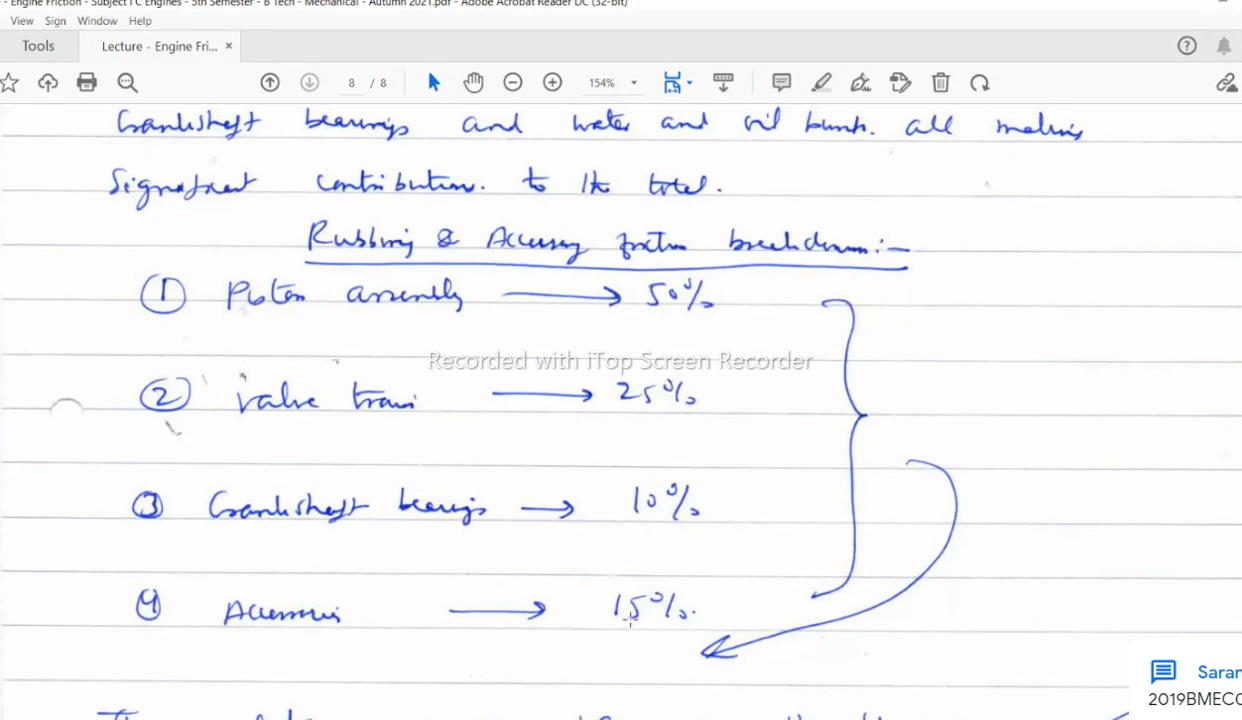 - Engine Friction - Subject I C Engines - 5th Semester - B Tech - Mechanical - Autumn 2021.pdf - Adobe Acrobat Reader DC (32-bit)
View Sign Window Help
Tools Lecture - Engine Fri... ×
8 / 8 154%
Crankshaft bearings and water and oil pump. all making
Significant contribution. to the total.
Rubbing & Accessory friction breakdown:-
① Piston assembly → 50%
Recorded with iTop Screen Recorder
② Valve train → 25%
③ Crankshaft bearings → 10%
④ Accessories → 15%.
Saran
2019BMEC